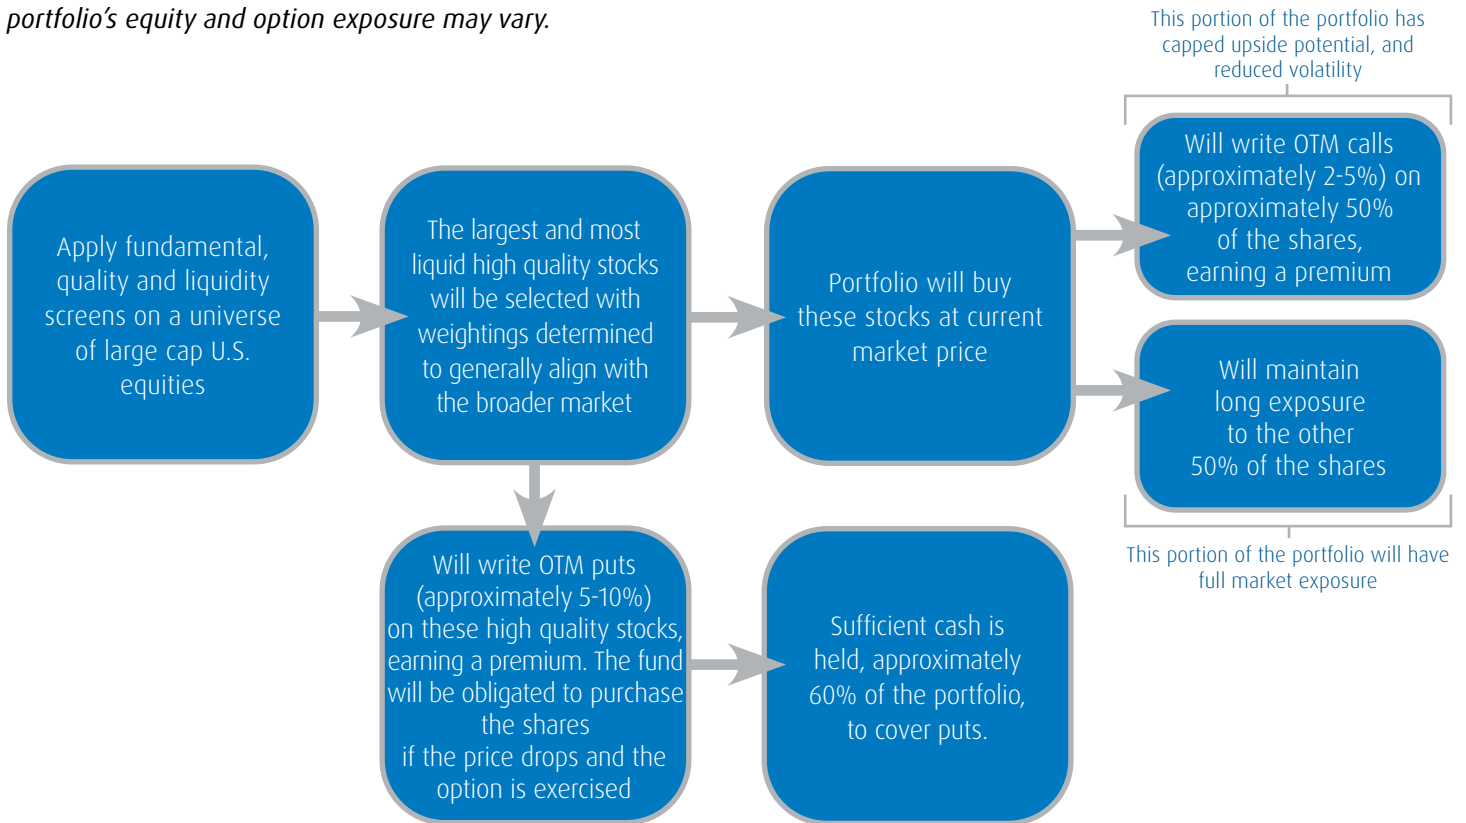 portfolio's equity and option exposure may vary.
This portion of the portfolio has
capped upside potential, and
reduced volatility
Apply fundamental,
quality and liquidity
screens on a universe
of large cap U.S.
equities
The largest and most
liquid high quality stocks
will be selected with
weightings determined
to generally align with
the broader market
Portfolio will buy
these stocks at current
market price
Will write OTM calls
(approximately 2-5%) on
approximately 50%
of the shares,
earning a premium
Will maintain
long exposure
to the other
50% of the shares
This portion of the portfolio will have
full market exposure
Will write OTM puts
(approximately 5-10%)
on these high quality stocks,
earning a premium. The fund
will be obligated to purchase
the shares
if the price drops and the
option is exercised
Sufficient cash is
held, approximately
60% of the portfolio,
to cover puts.